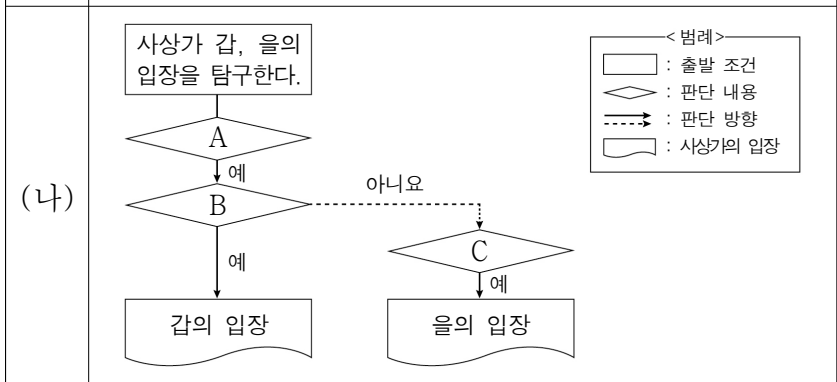 사상가 갑, 을의
입장을 탐구한다.
<범례>
: 출발 조건
: 판단 내용
: 판단 방향
: 사상가의 입장
A
예
(나)
B
아니요
C
예
예
갑의 입장
을의 입장